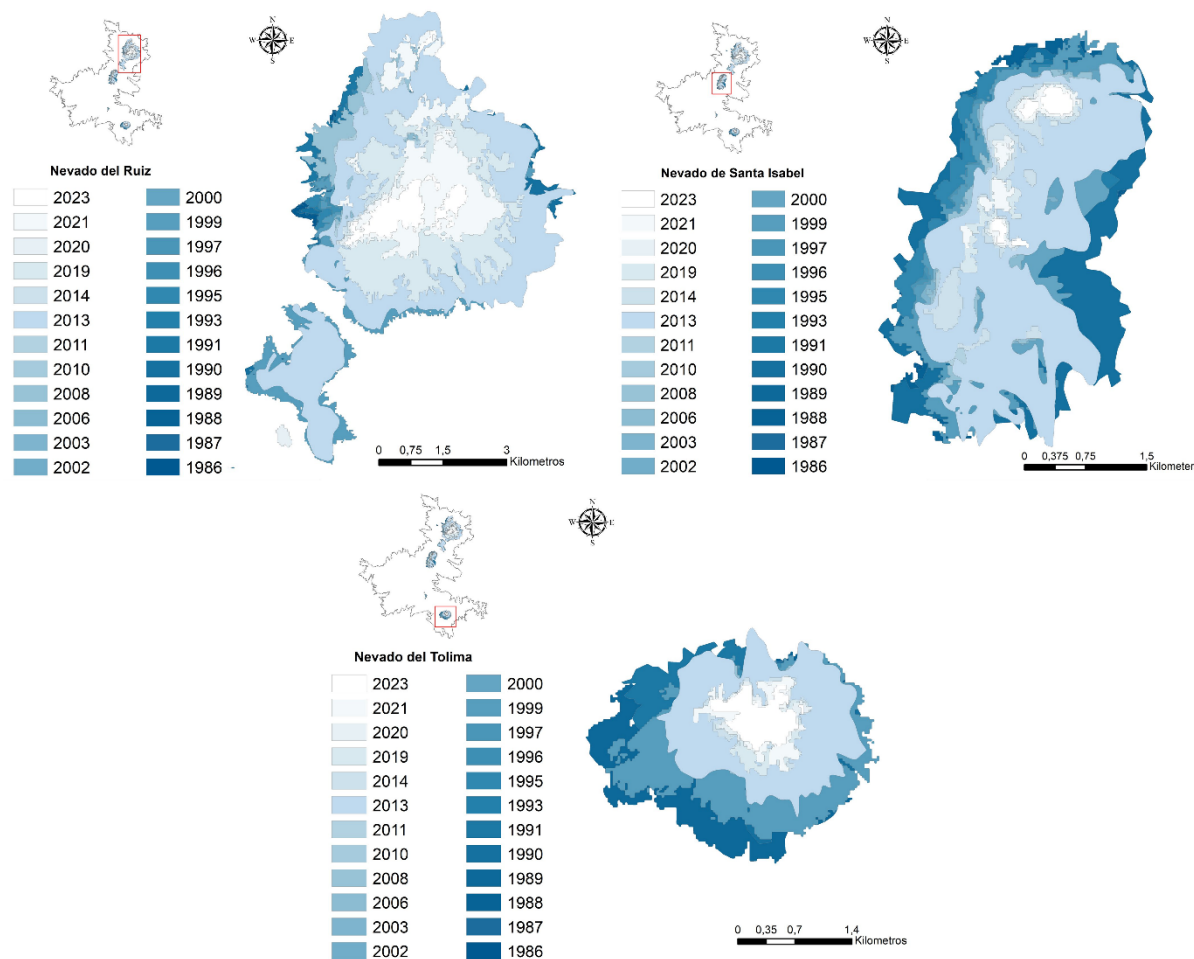 N
W E
S
Nevado del Ruiz
2023 2000
2021 1999
2020 1997
2019 1996
2014 1995
2013 1993
2011 1991
2010 1990
2008 1989
2006 1988
2003 1987
2002 1986
0 0,75 1,5 3
Kilometros
N
W E
S
Nevado de Santa Isabel
2023 2000
2021 1999
2020 1997
2019 1996
2014 1995
2013 1993
2011 1991
2010 1990
2008 1989
2006 1988
2003 1987
2002 1986
0 0,375 0,75 1,5
Kilometer
N
W E
S
Nevado del Tolima
2023 2000
2021 1999
2020 1997
2019 1996
2014 1995
2013 1993
2011 1991
2010 1990
2008 1989
2006 1988
2003 1987
2002 1986
0 0,35 0,7 1,4
Kilometros